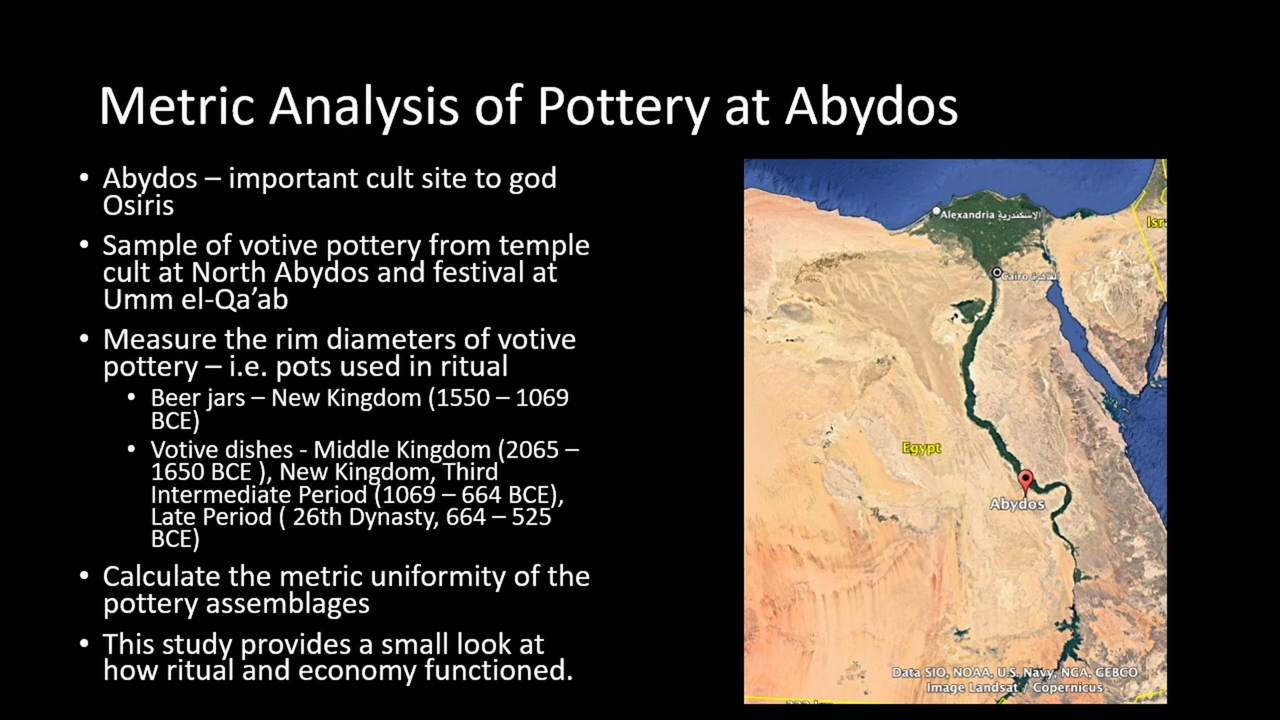 Metric Analysis of Pottery at Abydos
• Abydos – important cult site to god
Osiris
• Sample of votive pottery from temple
cult at North Abydos and festival at
Umm el-Qa’ab
• Measure the rim diameters of votive
pottery – i.e. pots used in ritual
• Beer jars – New Kingdom (1550 – 1069
BCE)
• Votive dishes - Middle Kingdom (2065 –
1650 BCE ), New Kingdom, Third
Intermediate Period (1069 – 664 BCE),
Late Period ( 26th Dynasty, 664 – 525
BCE)
• Calculate the metric uniformity of the
pottery assemblages
• This study provides a small look at
how ritual and economy functioned.
Alexandria الإسكندرية
Isr
Cairo القاهرة
Egypt
Abydos
Data SIO, NOAA, U.S. Navy, NGA, GEBCO
Image Landsat / Copernicus